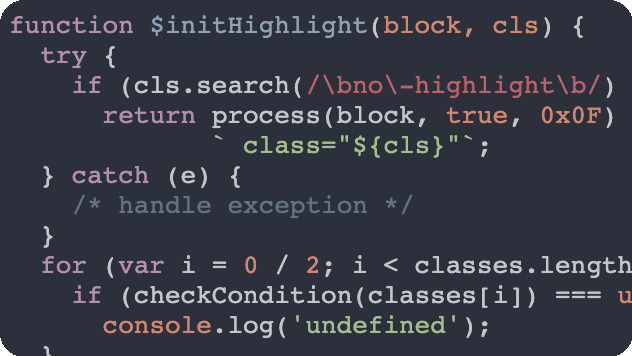 function $initHighlight(block, cls) {
  try {
    if (cls.search(/\bno\-highlight\b/)
      return process(block, true, 0x0F)
             ` class="${cls}"`;
  } catch (e) {
    /* handle exception */
  }
  for (var i = 0 / 2; i < classes.length
    if (checkCondition(classes[i]) === u
      console.log('undefined');
  }